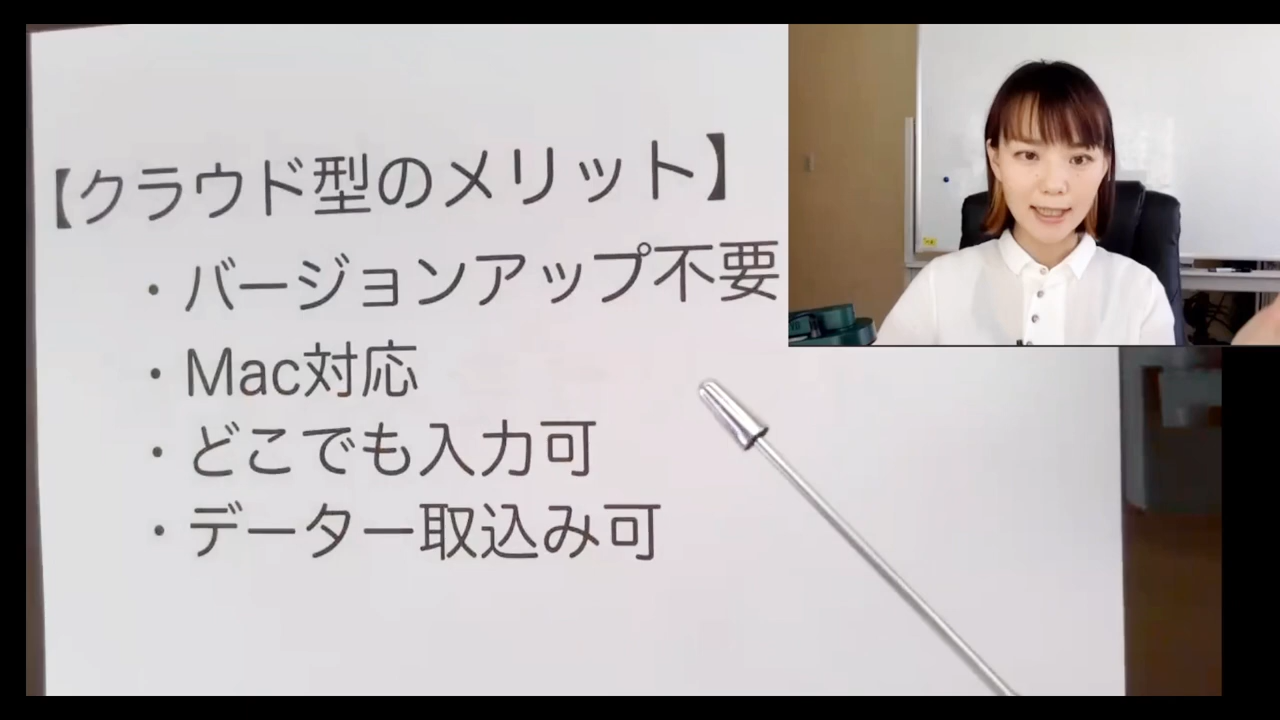 【クラウド型のメリット】
・バージョンアップ不要
・Mac対応
・どこでも入力可
・データー取込み可